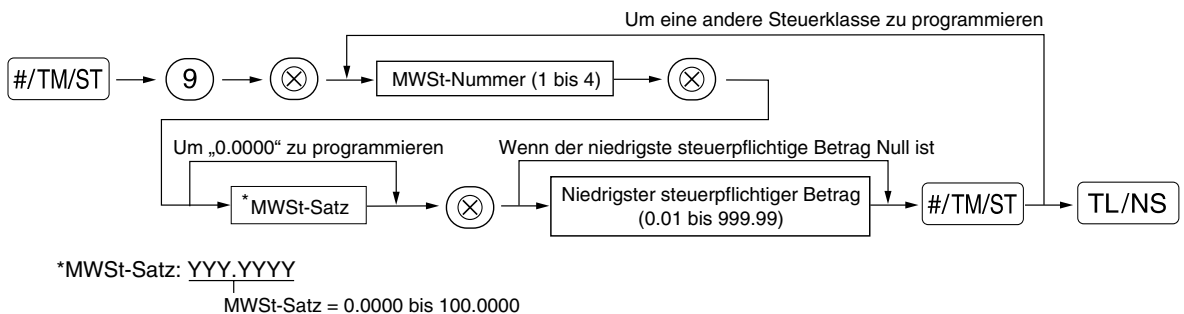 Um eine andere Steuerklasse zu programmieren
#/TM/ST 9 ⊗ MWSt-Nummer (1 bis 4) ⊗
Um „0.0000“ zu programmieren
Wenn der niedrigste steuerpflichtige Betrag Null ist
*MWSt-Satz ⊗ Niedrigster steuerpflichtiger Betrag
(0.01 bis 999.99)
#/TM/ST TL/NS
*MWSt-Satz: YYY.YYYY
MWSt-Satz = 0.0000 bis 100.0000